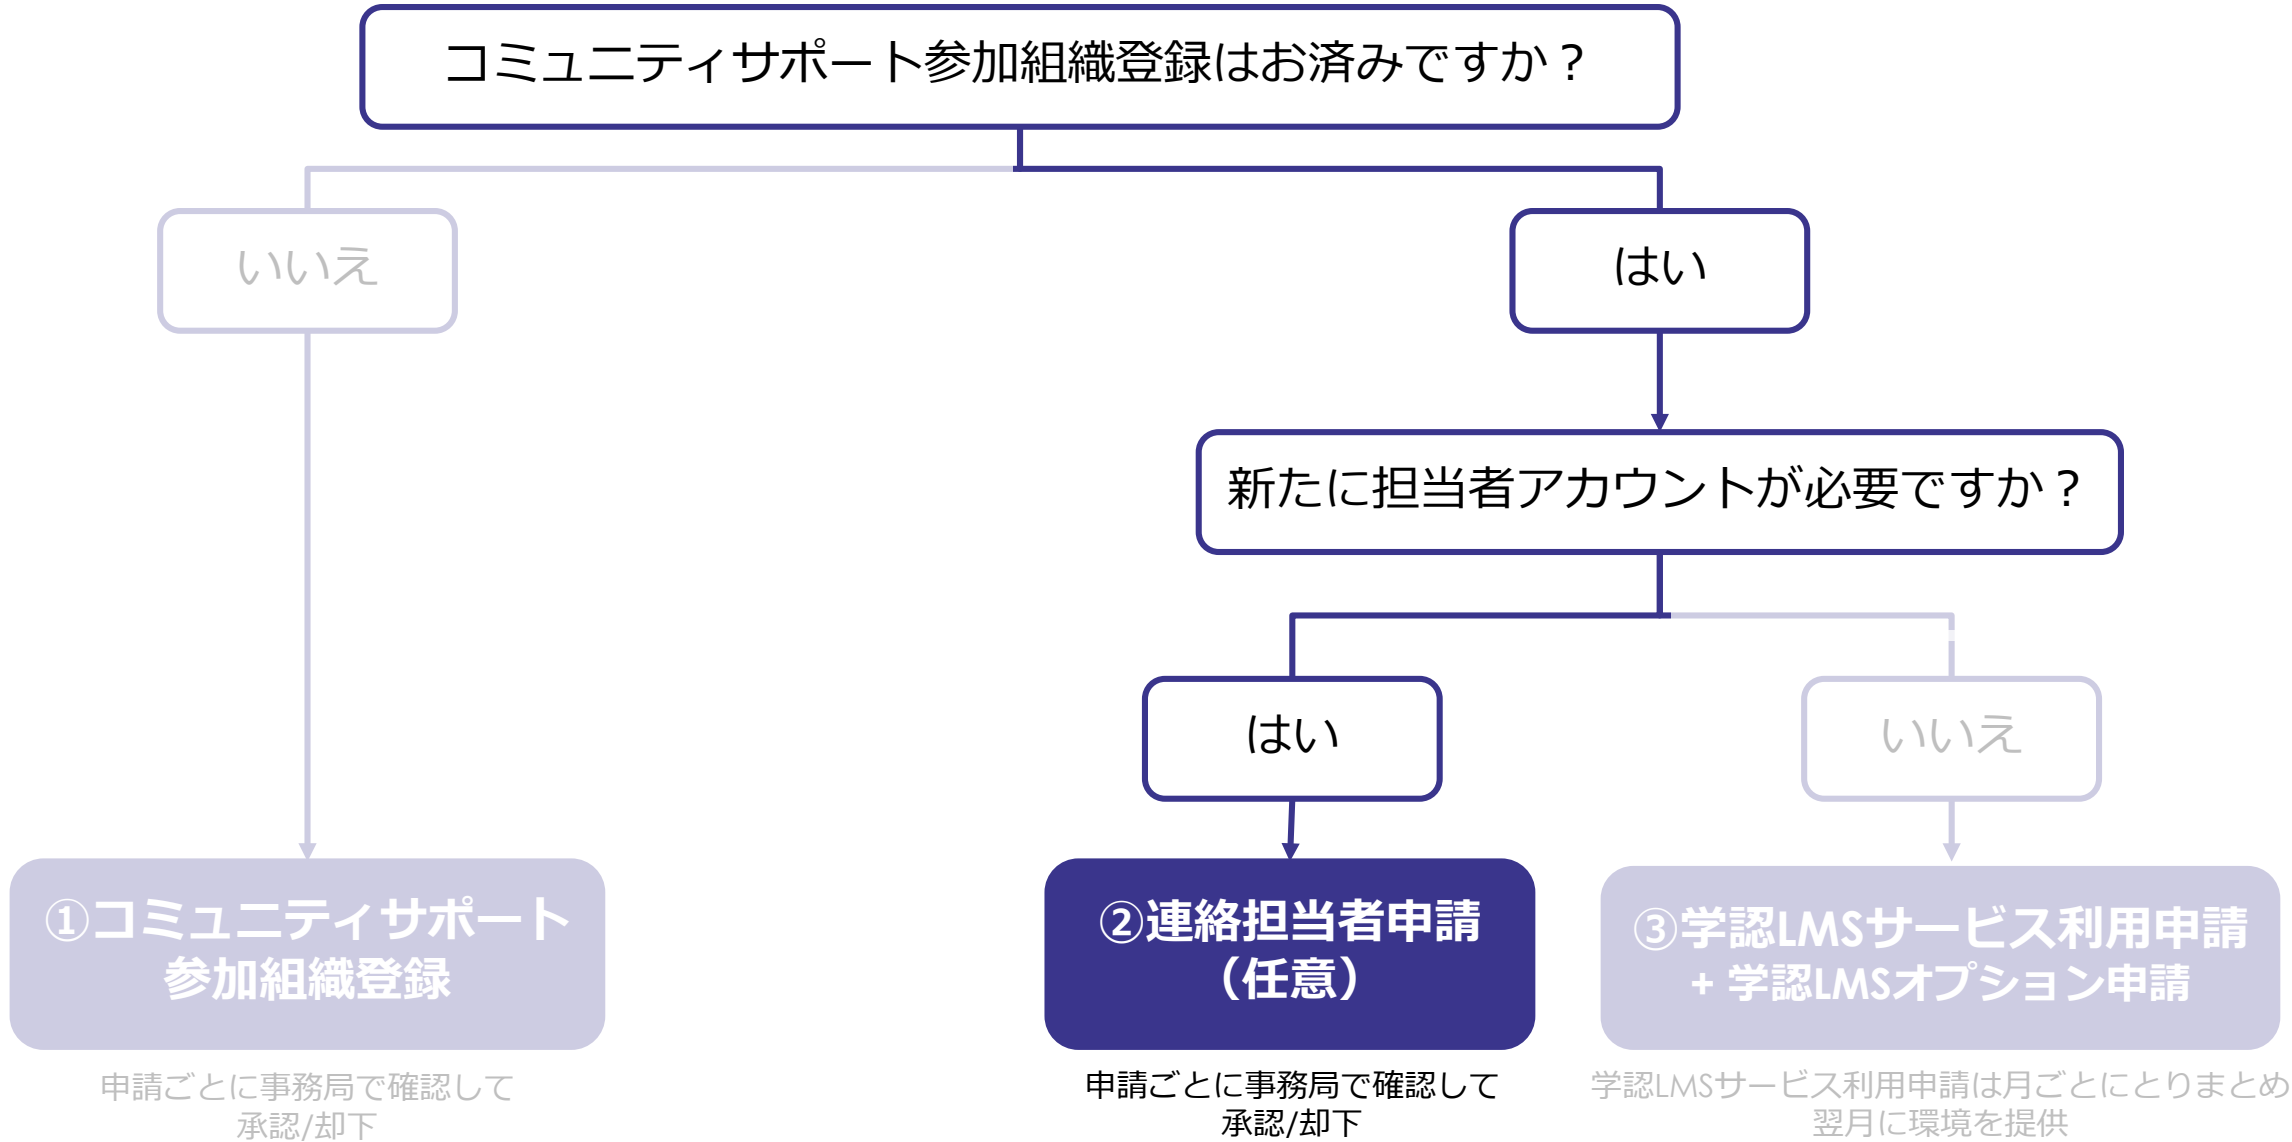 コミュニティサポート参加組織登録はお済みですか？
いいえ
はい
新たに担当者アカウントが必要ですか？
はい
いいえ
①コミュニティサポート
参加組織登録
申請ごとに事務局で確認して
承認/却下
②連絡担当者申請
（任意）
申請ごとに事務局で確認して
承認/却下
③学認LMSサービス利用申請
+ 学認LMSオプション申請
学認LMSサービス利用申請は月ごとにとりまとめ
翌月に環境を提供